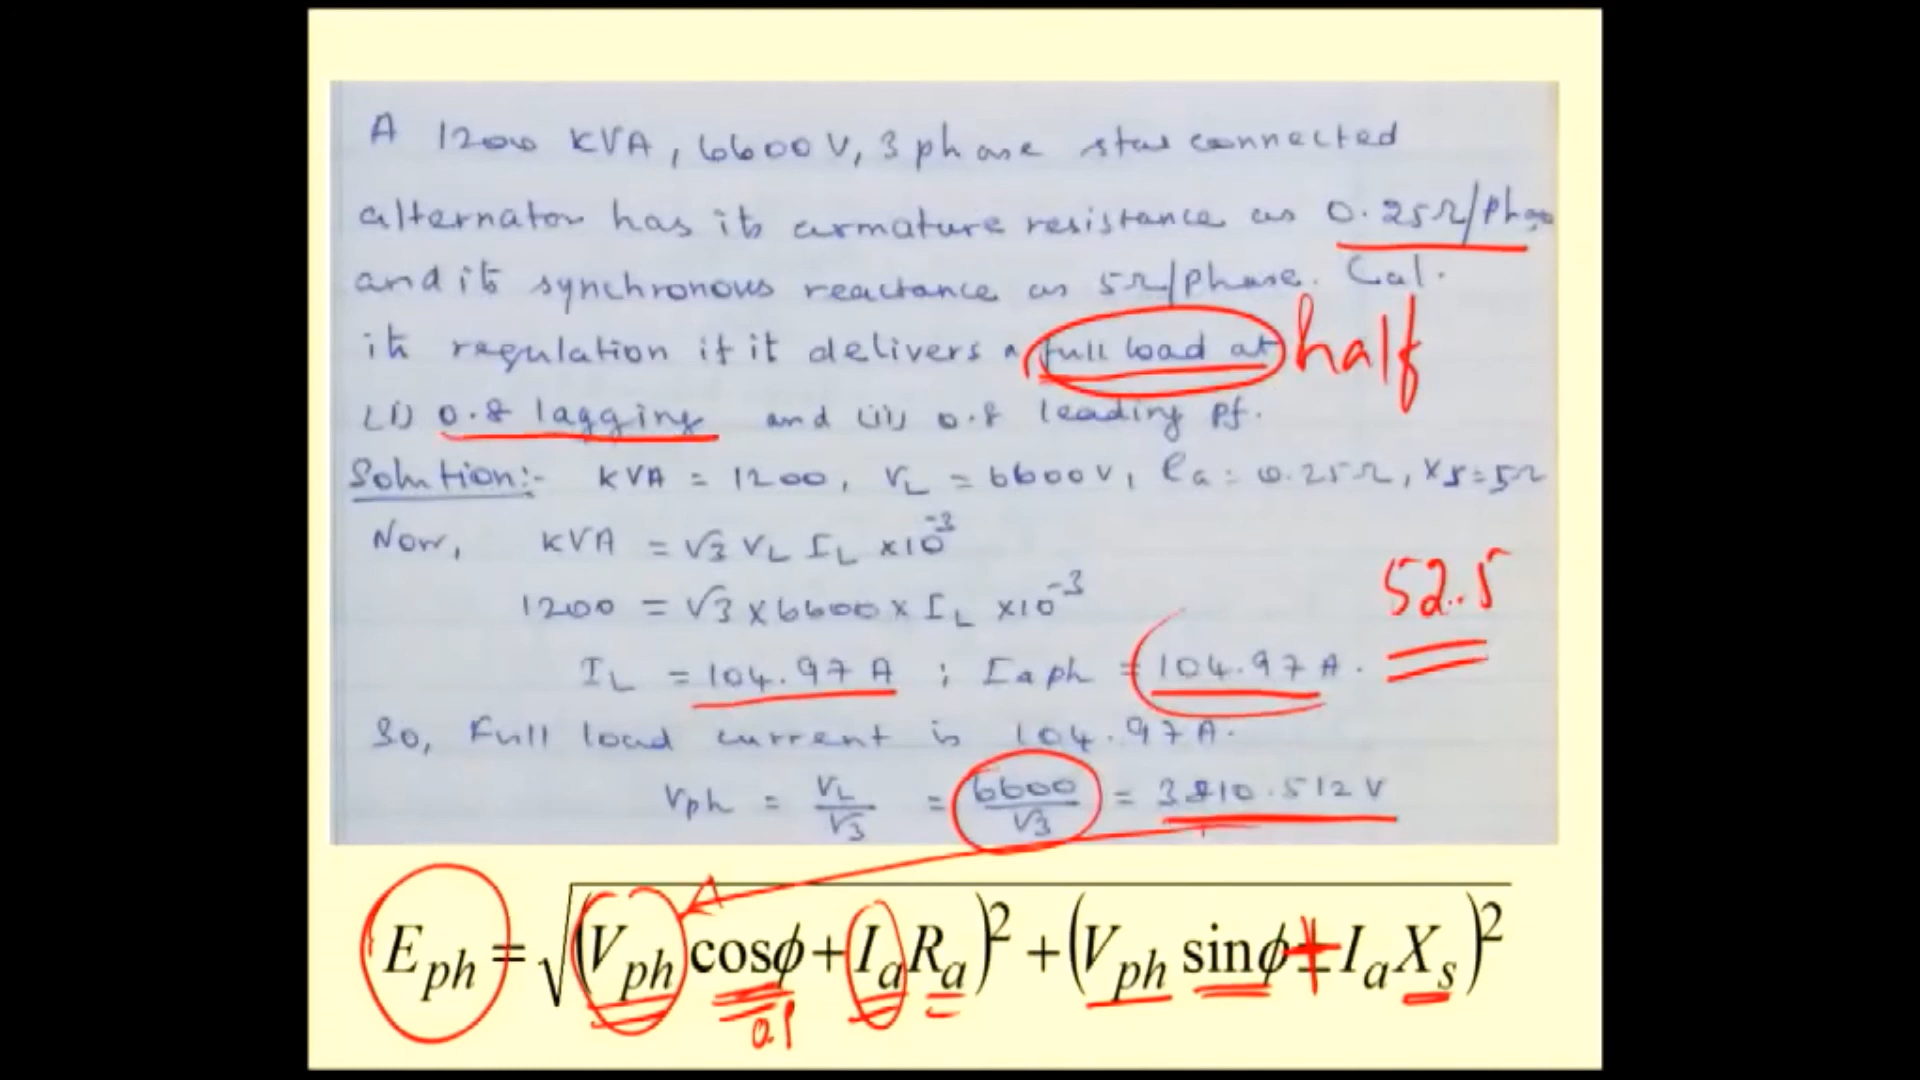 A 1200 KVA, 6600 V, 3 phase star connected
alternator has its armature resistance as 0.25Ω/phase
and its synchronous reactance as 5Ω/phase. Cal.
its regulation if it delivers a full load at half
(i) 0.8 lagging and (ii) 0.8 leading pf.
Solution:- KVA = 1200, VL = 6600V, Ra = 0.25Ω, Xs = 5Ω
Now, KVA = √3 VL IL ×10⁻³
1200 = √3 × 6600 × IL ×10⁻³
52.5
IL = 104.97 A ; Iaph = 104.97 A.
So, Full load current is 104.97A.
Vph = VL/√3 = 6600/√3 = 3810.512 V
Eph = √((Vph cosϕ + IaRa)² + (Vph sinϕ ± IaXs)²)